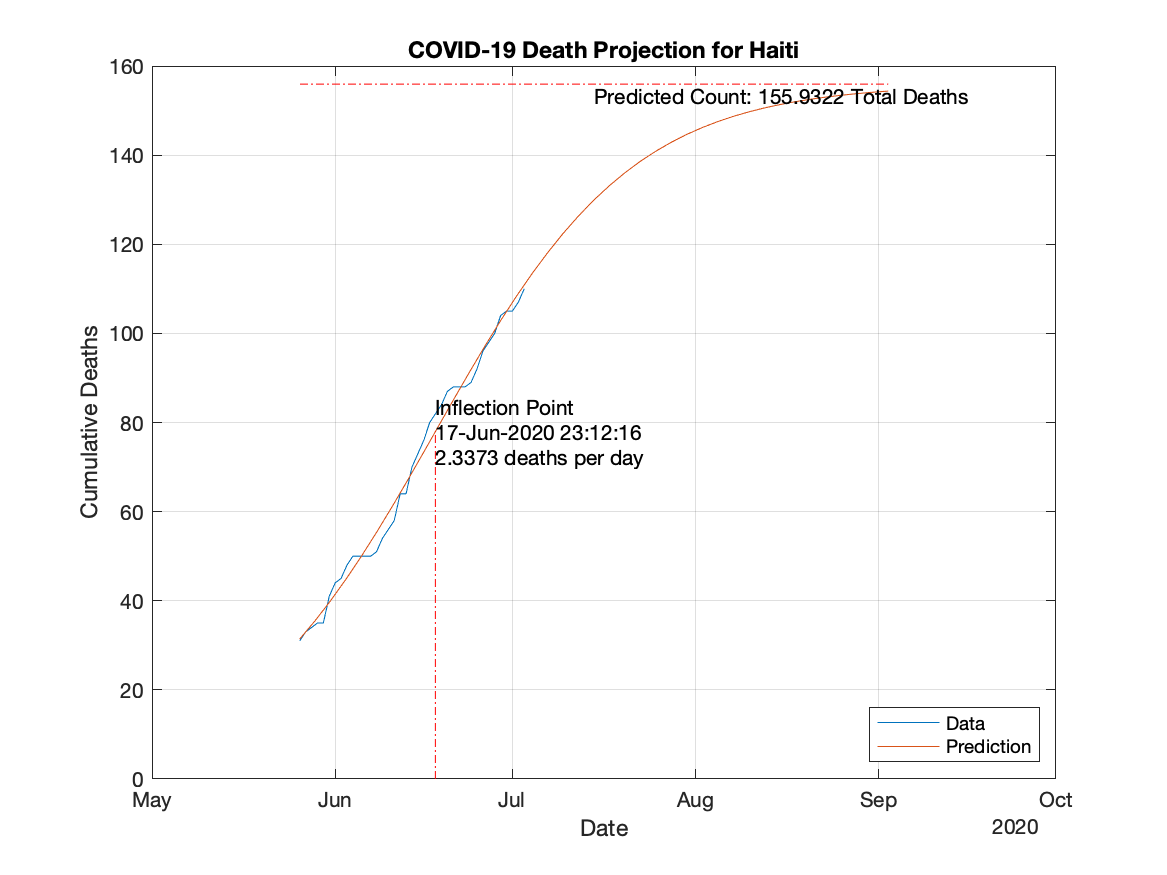 COVID-19 Death Projection for Haiti
160
Predicted Count: 155.9322 Total Deaths
140
120
100
Inflection Point
80
17-Jun-2020 23:12:16
2.3373 deaths per day
60
40
20
0
Cumulative Deaths
Data
Prediction
May Jun Jul Aug Sep Oct
Date
2020